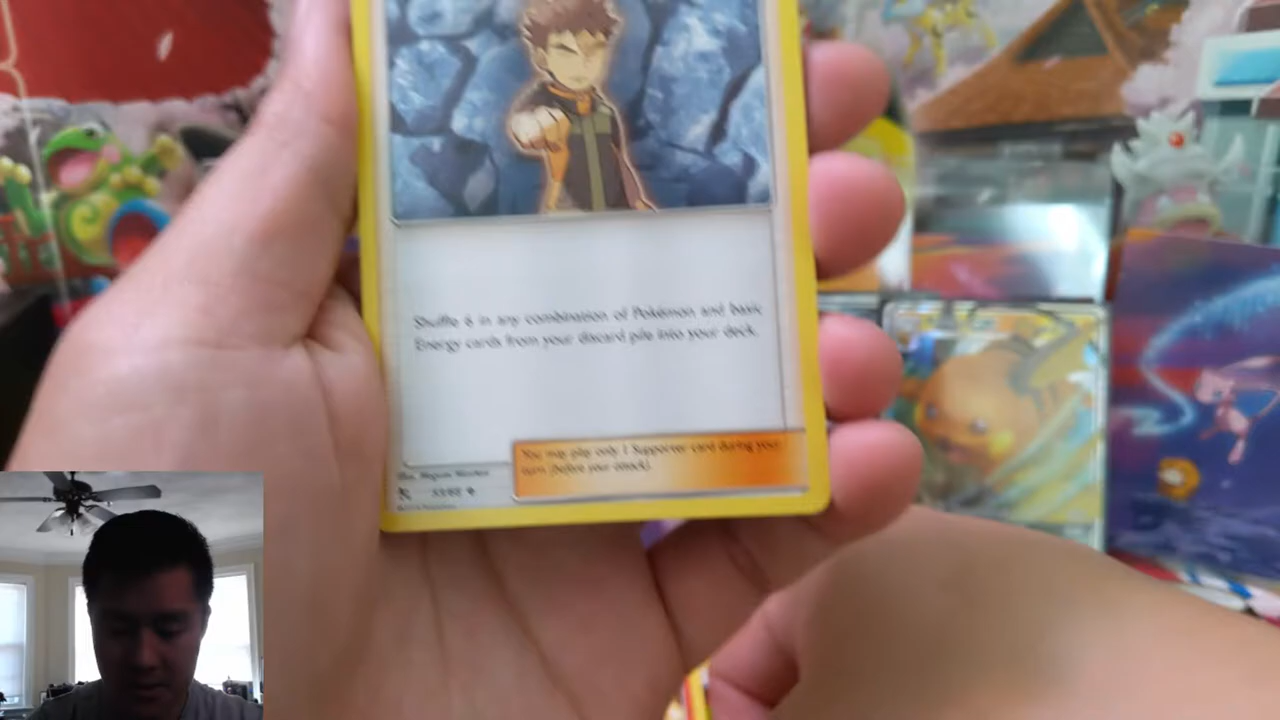 Shuffle 6 in any combination of Pokémon and basic
Energy cards from your discard pile into your deck.
You may play only 1 Supporter card during your
turn (before your attack).